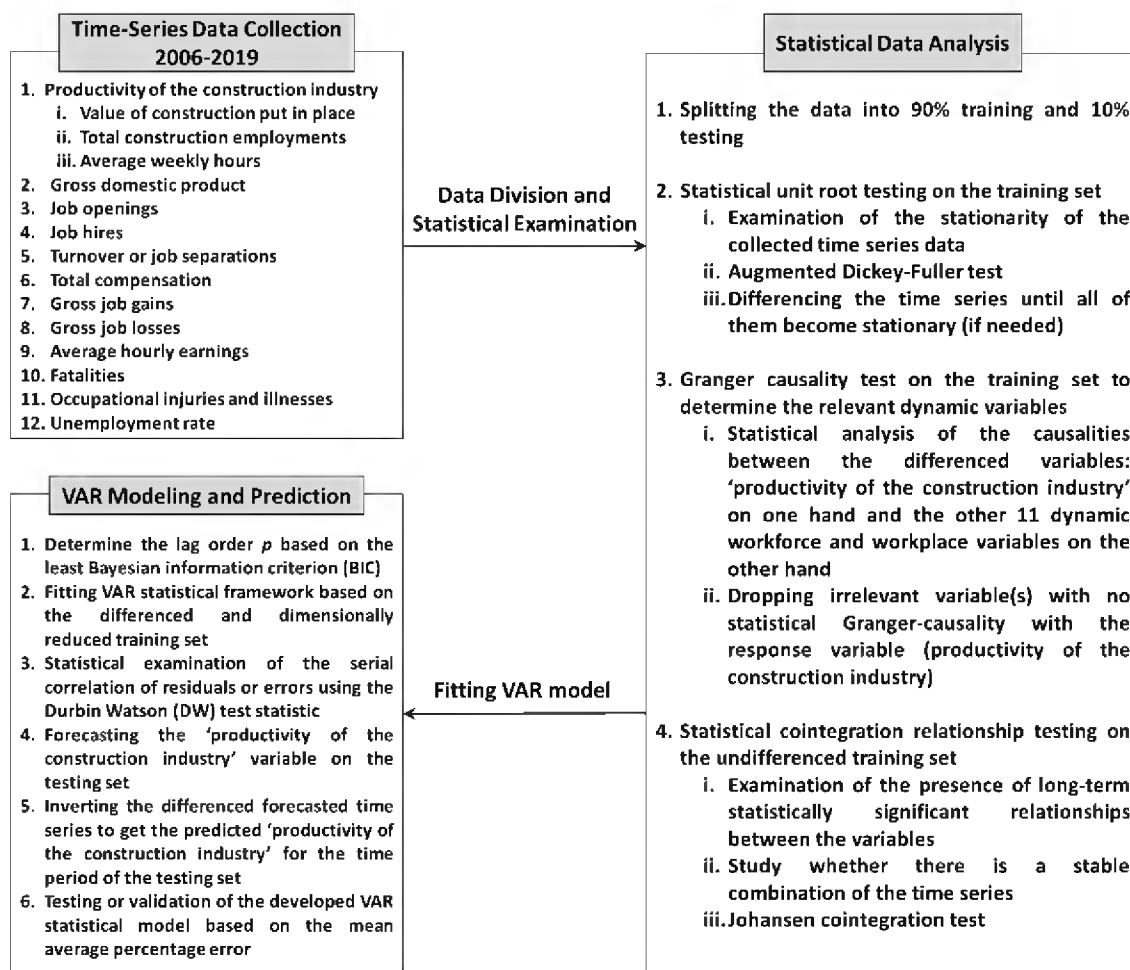 Time-Series Data Collection
2006-2019
1. Productivity of the construction industry
i. Value of construction put in place
ii. Total construction employments
iii. Average weekly hours
2. Gross domestic product
3. Job openings
4. Job hires
5. Turnover or job separations
6. Total compensation
7. Gross job gains
8. Gross job losses
9. Average hourly earnings
10. Fatalities
11. Occupational injuries and illnesses
12. Unemployment rate
Data Division and
Statistical Examination
Statistical Data Analysis
1. Splitting the data into 90% training and 10%
testing
2. Statistical unit root testing on the training set
i. Examination of the stationarity of the
collected time series data
ii. Augmented Dickey-Fuller test
iii. Differencing the time series until all of
them become stationary (if needed)
3. Granger causality test on the training set to
determine the relevant dynamic variables
i. Statistical analysis of the causalities
between the differenced variables:
‘productivity of the construction industry’
on one hand and the other 11 dynamic
workforce and workplace variables on the
other hand
ii. Dropping irrelevant variable(s) with no
statistical Granger-causality with the
response variable (productivity of the
construction industry)
4. Statistical cointegration relationship testing on
the undifferenced training set
i. Examination of the presence of long-term
statistically significant relationships
between the variables
ii. Study whether there is a stable
combination of the time series
iii. Johansen cointegration test
Fitting VAR model
VAR Modeling and Prediction
1. Determine the lag order p based on the
least Bayesian information criterion (BIC)
2. Fitting VAR statistical framework based on
the differenced and dimensionally
reduced training set
3. Statistical examination of the serial
correlation of residuals or errors using the
Durbin Watson (DW) test statistic
4. Forecasting the ‘productivity of the
construction industry’ variable on the
testing set
5. Inverting the differenced forecasted time
series to get the predicted ‘productivity of
the construction industry’ for the time
period of the testing set
6. Testing or validation of the developed VAR
statistical model based on the mean
average percentage error